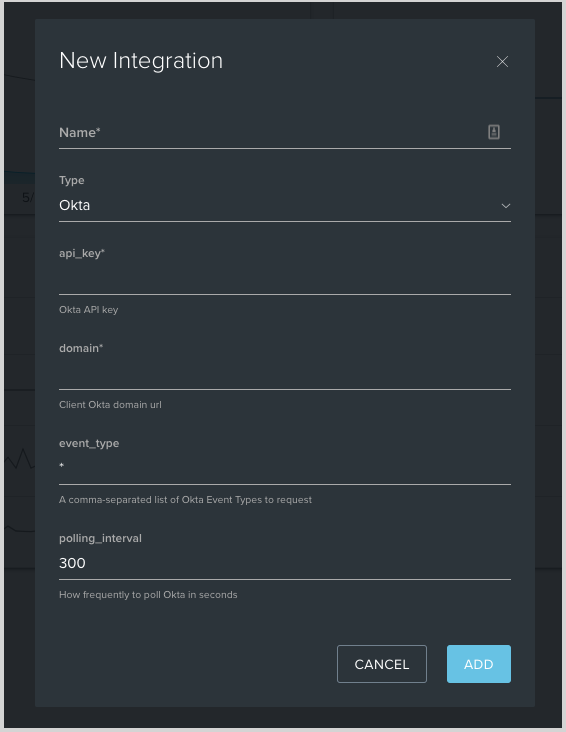 New Integration
Name*
5/
Type
Okta
api_key*
Okta API key
domain*
Client Okta domain url
event_type
*
A comma-separated list of Okta Event Types to request
polling_interval
300
How frequently to poll Okta in seconds
CANCEL
ADD